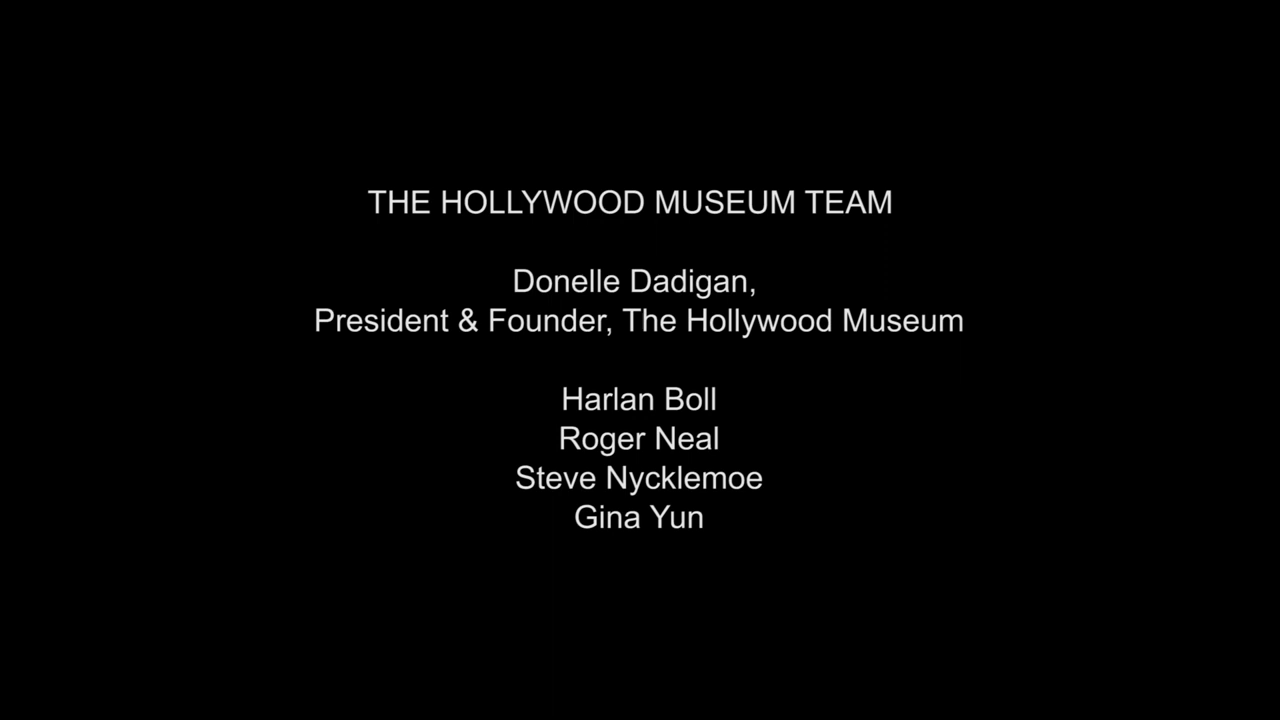 THE HOLLYWOOD MUSEUM TEAM
Donelle Dadigan,
President & Founder, The Hollywood Museum
Harlan Boll
Roger Neal
Steve Nycklemoe
Gina Yun